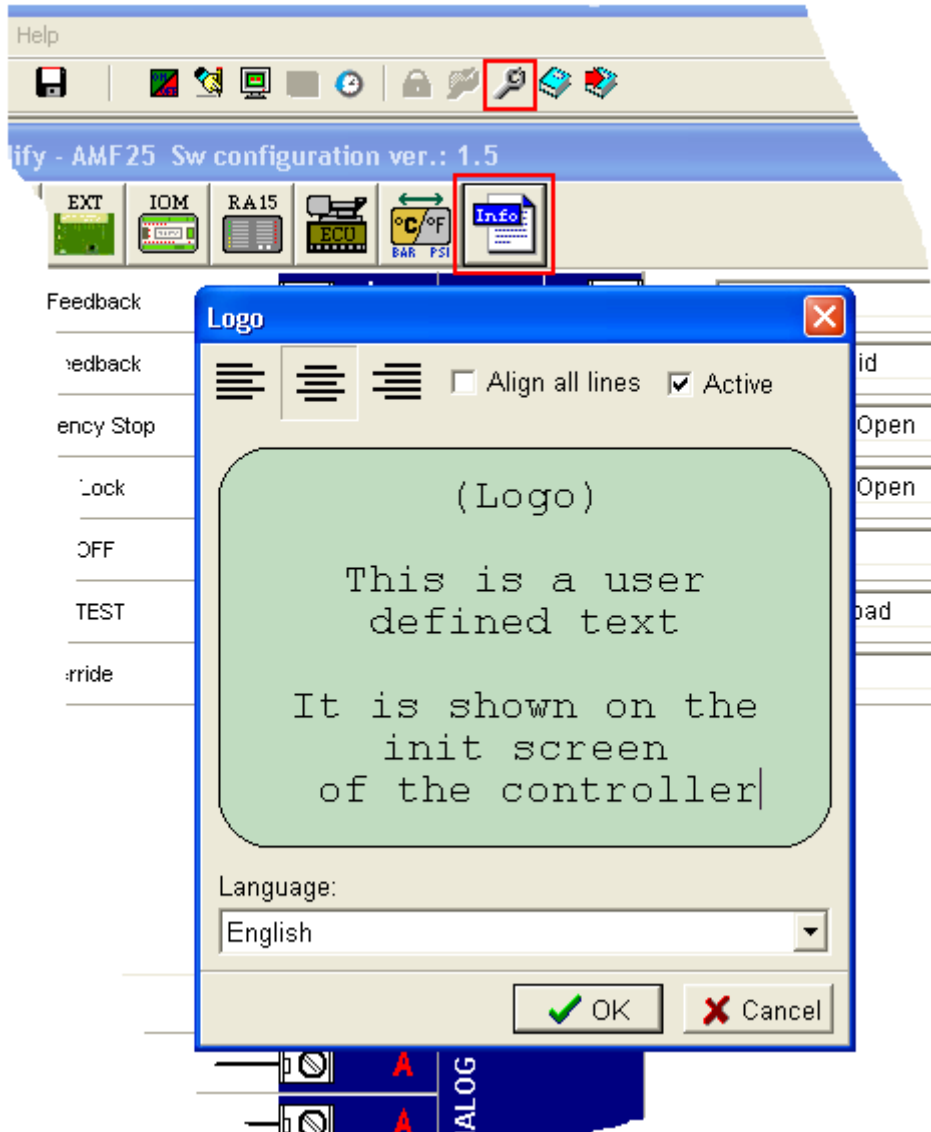 Help
ify - AMF25 Sw configuration ver.: 1.5
EXT IOM RA15 ECU °C/°F BAR PSI Info
Feedback
Logo
edback
id
Align all lines Active
ency Stop
Open
Lock
Open
(Logo)
OFF
This is a user
TEST
oad
defined text
rride
It is shown on the
init screen
of the controller
Language:
English
OK Cancel
A
ALOG
A